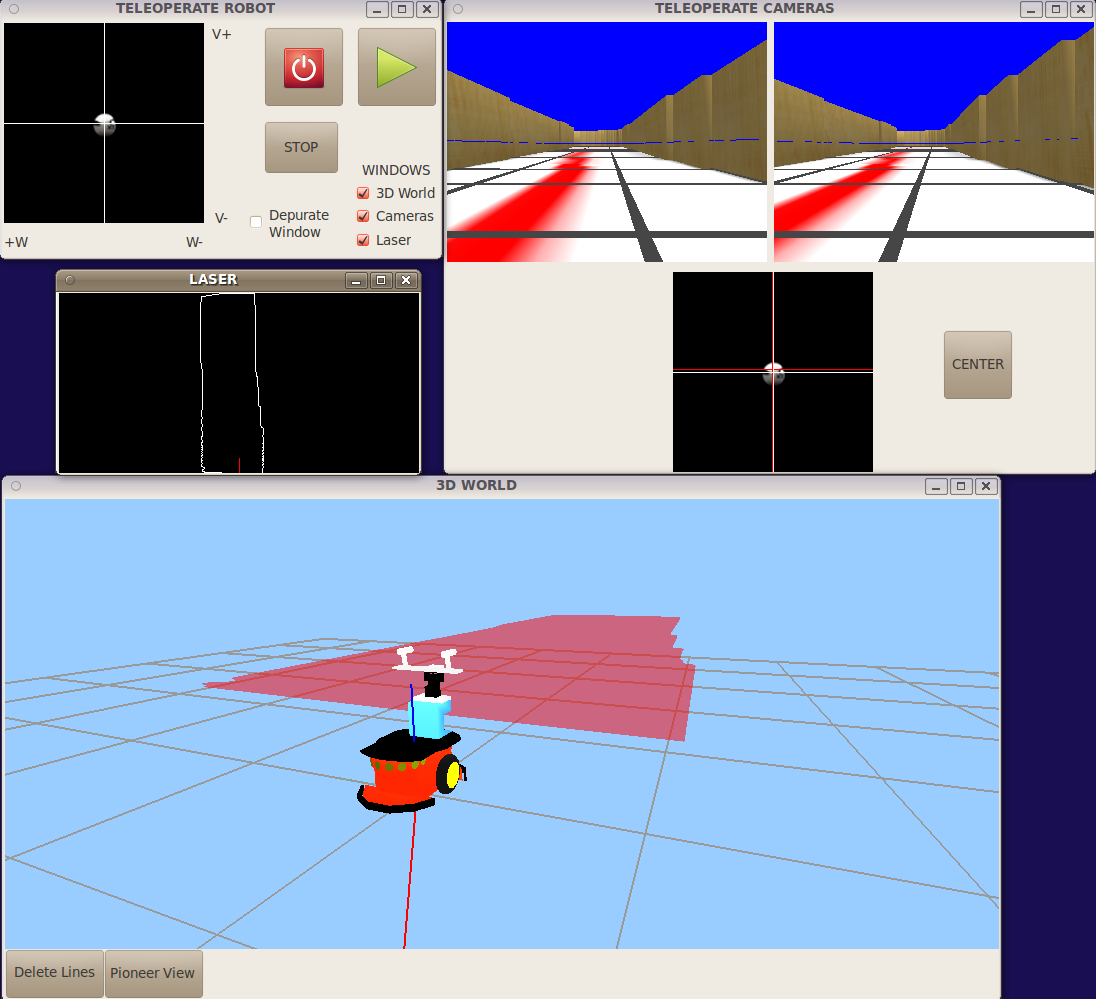 TELEOPERATE ROBOT
V+
STOP
WINDOWS
3D World
Cameras
Laser
V-
Depurate
Window
+W
W-
TELEOPERATE CAMERAS
CENTER
LASER
3D WORLD
Delete Lines
Pioneer View